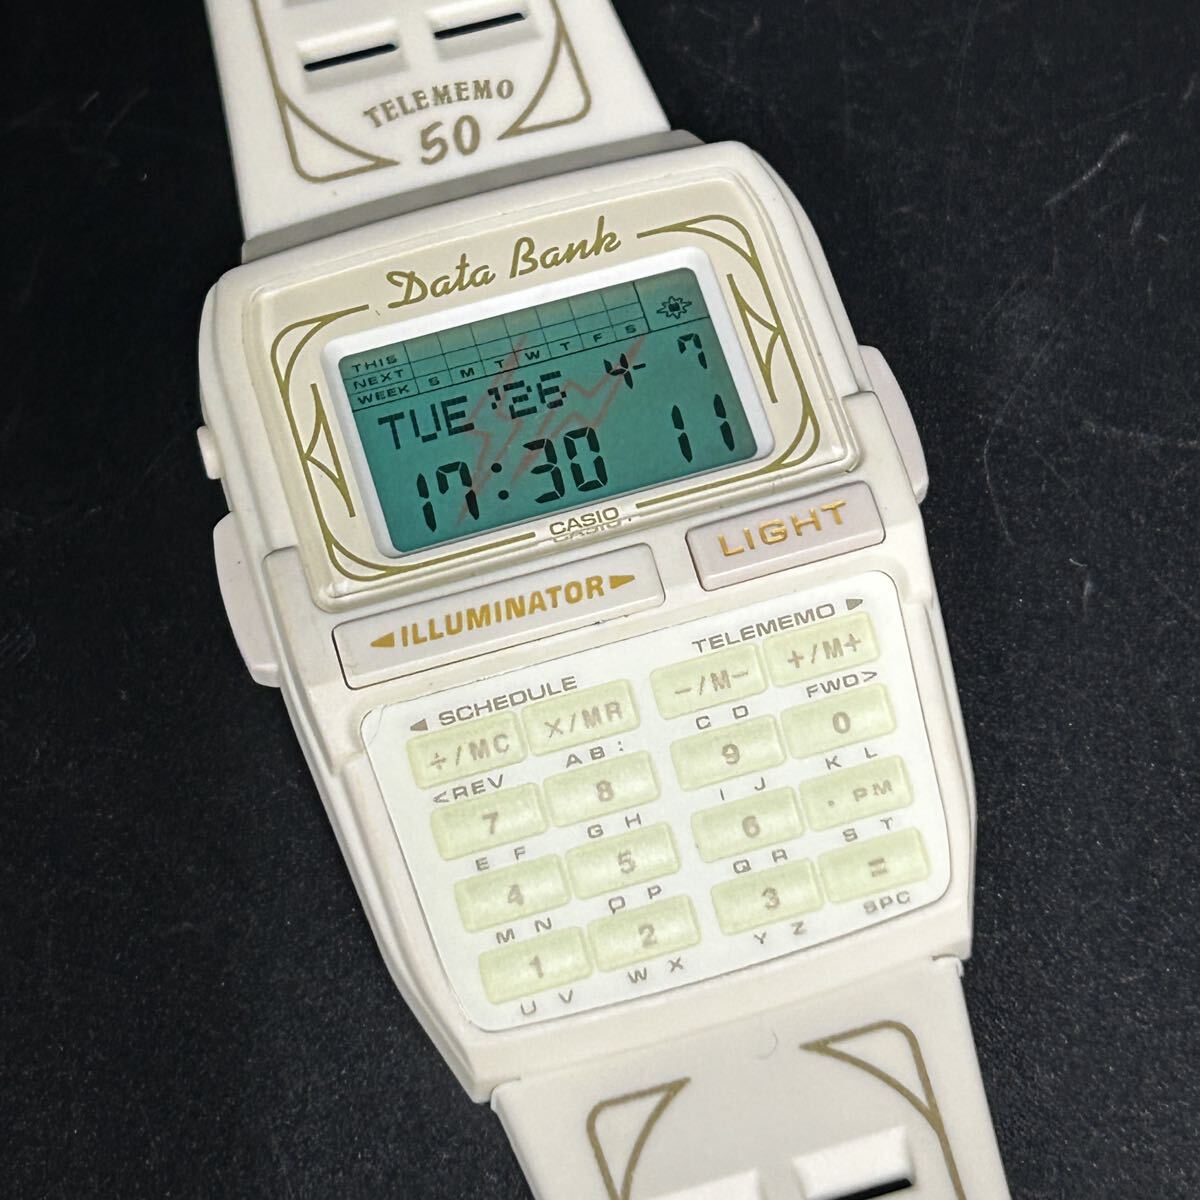 TELEMEMO
50
Data Bank
THIS
NEXT
WEEK S M T W T F S
TUE '26 4-7
17:30 11
CASIO
◄ILLUMINATOR►
LIGHT
◄ SCHEDULE
TELEMEMO ►
÷/MC X/MR -/M- +/M+
<REV AB: C D FWD>
7 8 9 0
E F G H I J K L
4 5 6 . PM
M N O P Q R S T
1 2 3 =
U V W X Y Z SPC